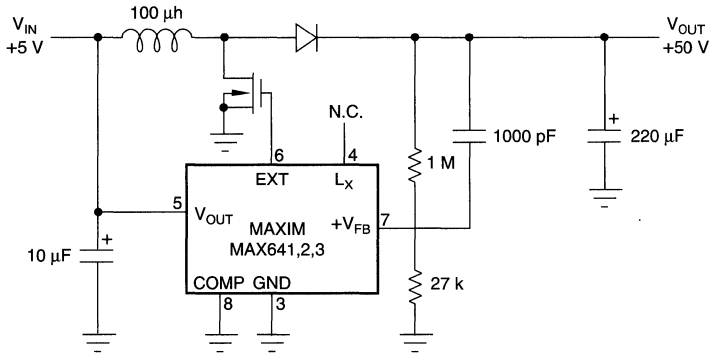 100 μh
V_IN
+5 V
V_OUT
+50 V
N.C.
6
4
1000 pF
220 μF
+
EXT
L_X
1 M
5
V_OUT
+V_FB
7
MAXIM
MAX641,2,3
10 μF
+
COMP GND
27 k
8
3